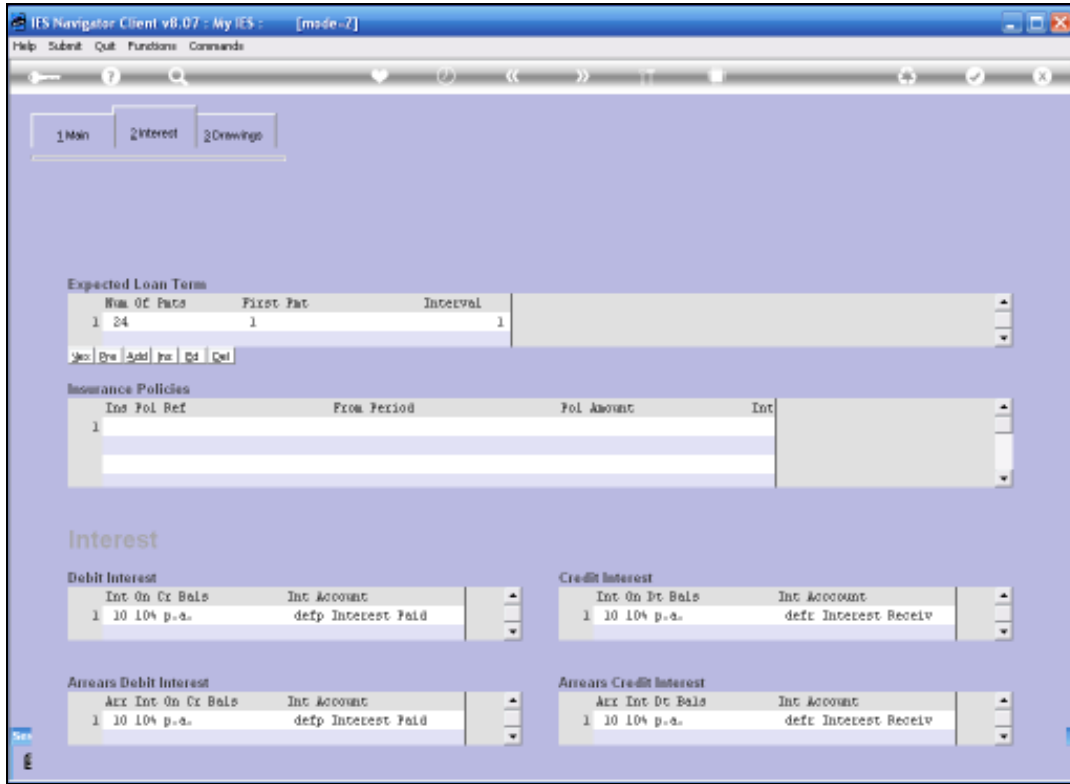 IES Navigator Client v8.07 : My IES : [mode=2]
Help Submit Quit Functions Commands
1 Main 2 Interest 3 Drawings
Expected Loan Term
Num Of Pmts First Pmt Interval
1 24 1 1
Nex Pre Add Ins Ed Del
Insurance Policies
Ins Pol Ref From Period Pol Amount Int
1
Interest
Debit Interest Credit Interest
Int On Cr Bals Int Account Int On Dt Bals Int Acccount
1 10 10% p.a. defp Interest Paid 1 10 10% p.a. defr Interest Receiv
Arrears Debit Interest Arrears Credit Interest
Arr Int On Cr Bals Int Account Arr Int Dt Bals Int Account
1 10 10% p.a. defp Interest Paid 1 10 10% p.a. defr Interest Receiv